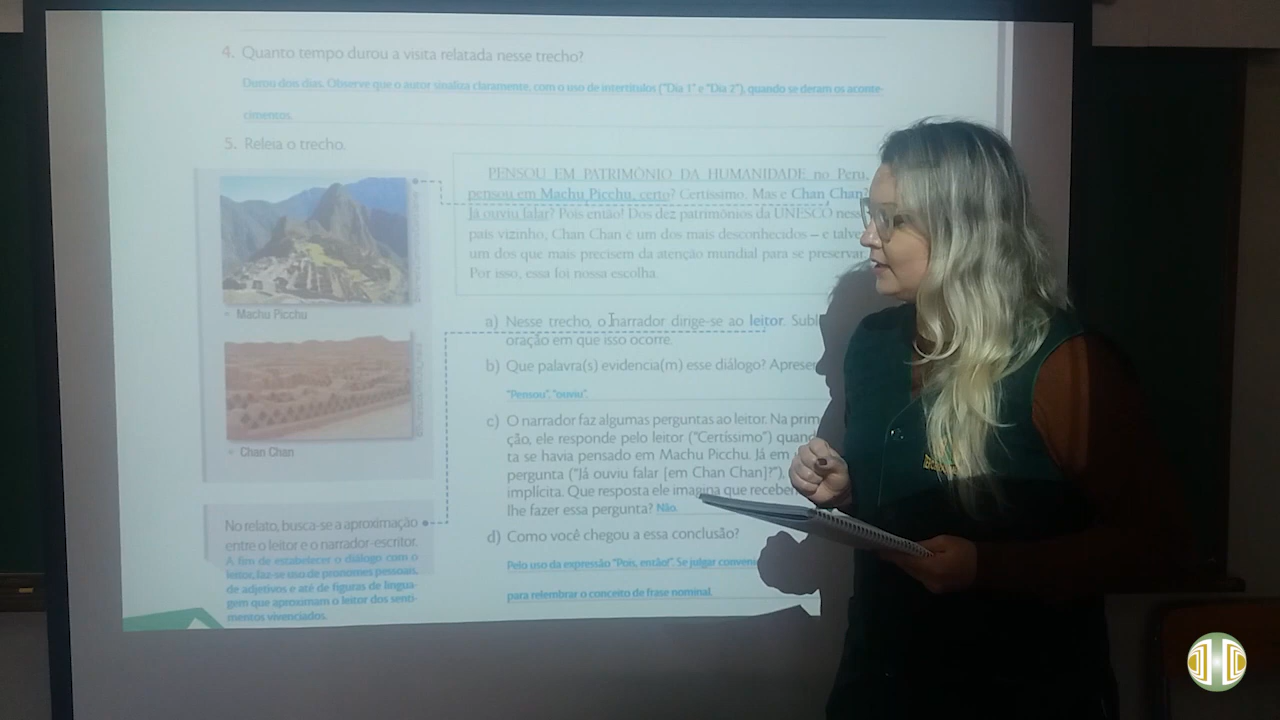 4. Quanto tempo durou a visita relatada nesse trecho?
Durou dois dias. Observe que o autor sinaliza claramente, com o uso de intertítulos ("Dia 1" e "Dia 2"), quando se deram os aconte-
cimentos.
5. Releia o trecho.
PENSOU EM PATRIMÔNIO DA HUMANIDADE no Peru,
pensou em Machu Picchu, certo? Certíssimo. Mas e Chan Chan?
Já ouviu falar? Pois então! Dos dez patrimônios da UNESCO
país vizinho, Chan Chan é um dos mais desconhecidos – e
um dos que mais precisem da atenção mundial para se preservar.
Por isso, essa foi nossa escolha.
• Machu Picchu
• Chan Chan
a) Nesse trecho, o narrador dirige-se ao leitor.
oração em que isso ocorre.
b) Que palavra(s) evidencia(m) esse diálogo?
"Pensou", "ouviu".
c) O narrador faz algumas perguntas ao leitor. Na
ção, ele responde pelo leitor ("Certíssimo")
ta se havia pensado em Machu Picchu. Já em
pergunta ("Já ouviu falar [em Chan Chan]?"),
implícita. Que resposta ele imagina que
lhe fazer essa pergunta? Não.
d) Como você chegou a essa conclusão?
Pelo uso da expressão "Pois, então!". Se julgar
para relembrar o conceito de frase nominal.
No relato, busca-se a aproximação
entre o leitor e o narrador-escritor.
A fim de estabelecer o diálogo com o
leitor, faz-se uso de pronomes pessoais,
de adjetivos e até de figuras de lingua-
gem que aproximam o leitor dos senti-
mentos vivenciados.